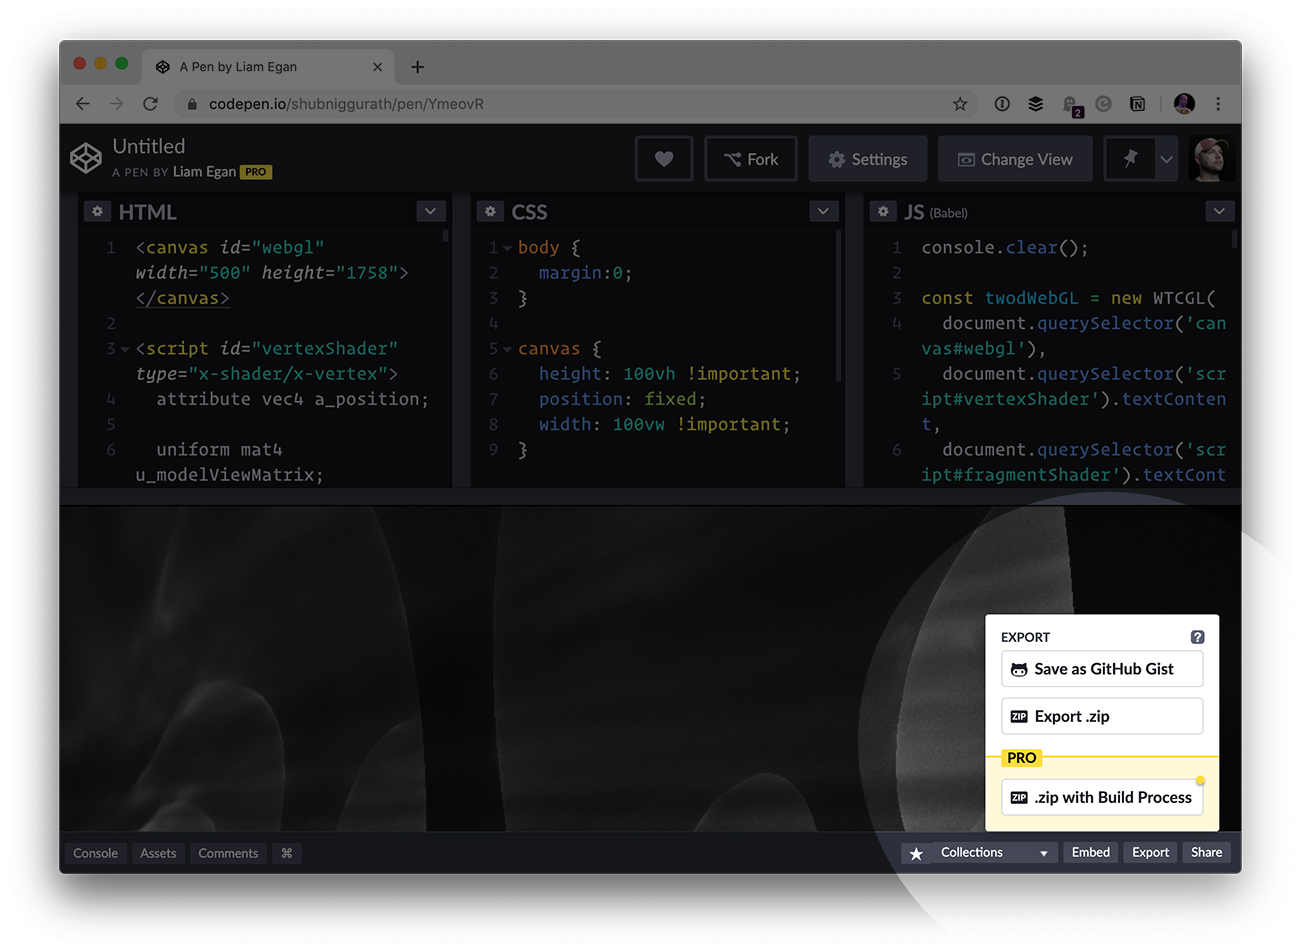 A Pen by Liam Egan
codepen.io/shubniggurath/pen/YmeovR
2
Untitled
A PEN BY Liam Egan PRO
Fork
Settings
Change View
HTML
1 <canvas id="webgl"
width="500" height="1758">
</canvas>
2
3 <script id="vertexShader"
type="x-shader/x-vertex">
4 attribute vec4 a_position;
5
6 uniform mat4
u_modelViewMatrix;
CSS
1 body {
2 margin:0;
3 }
4
5 canvas {
6 height: 100vh !important;
7 position: fixed;
8 width: 100vw !important;
9 }
JS (Babel)
1 console.clear();
2
3 const twodWebGL = new WTCGL(
4 document.querySelector('can
vas#webgl'),
5 document.querySelector('scr
ipt#vertexShader').textConten
t,
6 document.querySelector('scr
ipt#fragmentShader').textCont
EXPORT ?
Save as GitHub Gist
ZIP Export .zip
PRO
ZIP .zip with Build Process
Console Assets Comments ⌘ Collections Embed Export Share